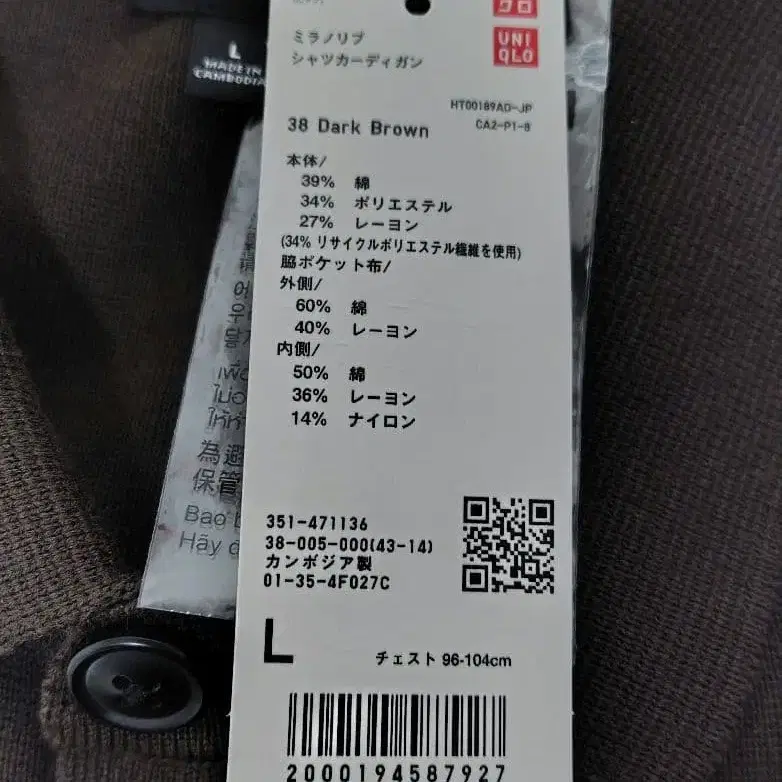 L
MADE IN
CAMBODIA
クロ
UNI
QLO
ミラノリブ
シャツカーディガン
HT00189AD-JP
CA2-P1-8
38 Dark Brown
本体/
39% 綿
34% ポリエステル
27% レーヨン
(34% リサイクルポリエステル繊維を使用)
脇ポケット布/
外側/
60% 綿
40% レーヨン
内側/
50% 綿
36% レーヨン
14% ナイロン
為避
保管
Bao b
Hãy đ
351-471136
38-005-000(43-14)
カンボジア製
01-35-4F027C
L
チェスト 96-104cm
2000194587927